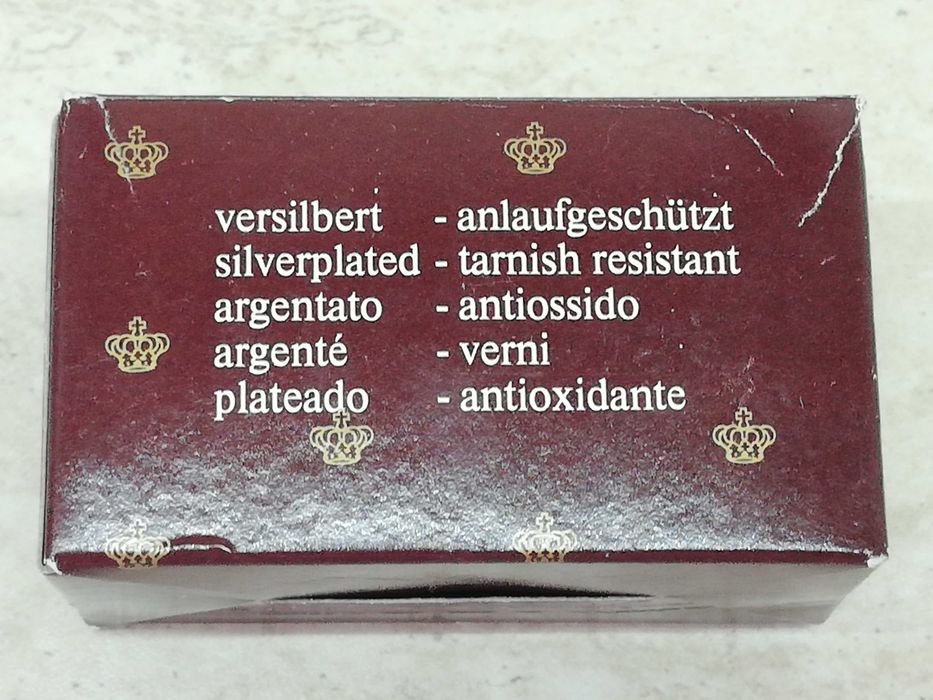 versilbert - anlaufgeschützt
silverplated - tarnish resistant
argentato - antiossido
argenté - verni
plateado - antioxidante